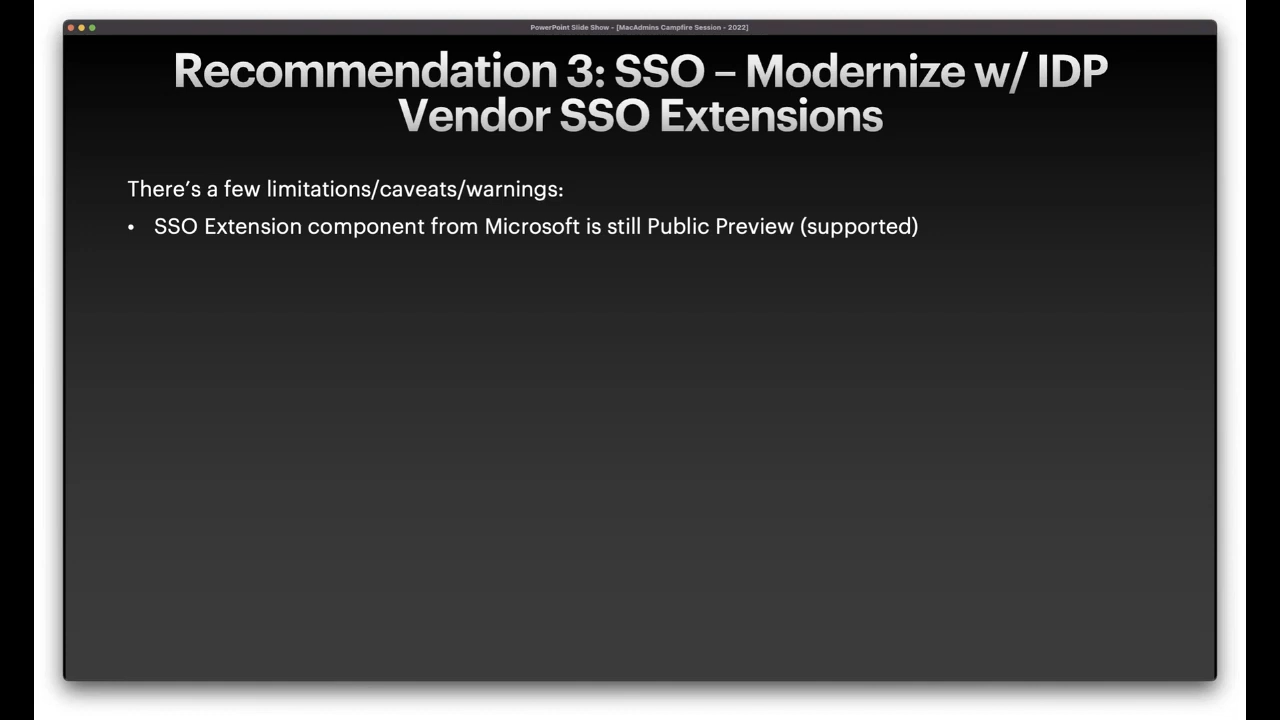 PowerPoint Slide Show - [MacAdmins Campfire Session - 2022]
Recommendation 3: SSO – Modernize w/ IDP
Vendor SSO Extensions
There’s a few limitations/caveats/warnings:
• SSO Extension component from Microsoft is still Public Preview (supported)